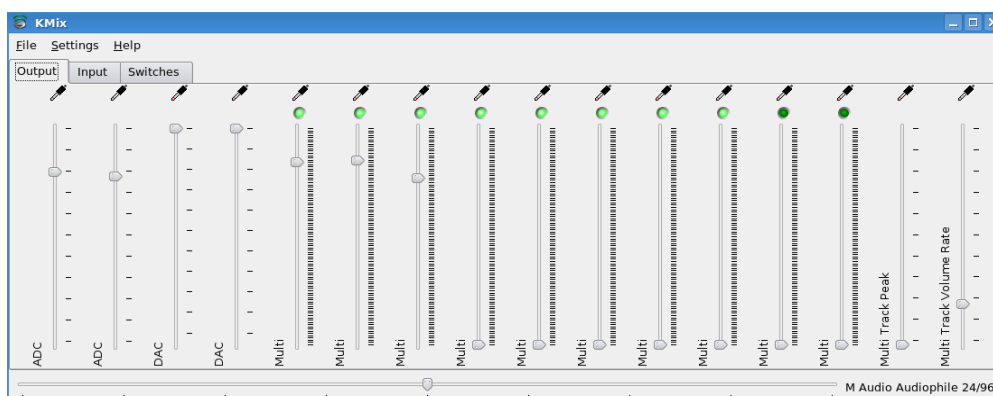 KMix
File Settings Help
Output Input Switches
ADC
ADC
DAC
DAC
Multi
Multi
Multi
Multi
Multi
Multi
Multi
Multi
Multi
Multi
Multi Track Peak
Multi Track Volume Rate
M Audio Audiophile 24/96